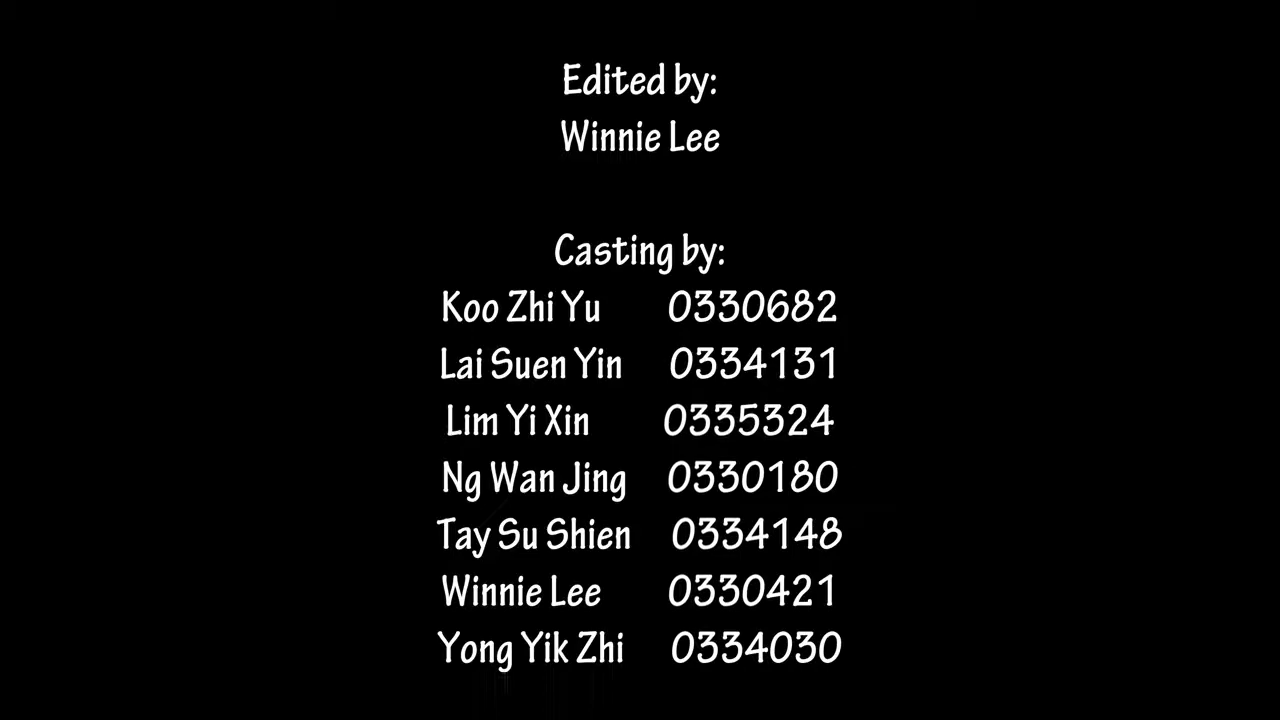 Edited by:
Winnie Lee
Casting by:
Koo Zhi Yu 0330682
Lai Suen Yin 0334131
Lim Yi Xin 0335324
Ng Wan Jing 0330180
Tay Su Shien 0334148
Winnie Lee 0330421
Yong Yik Zhi 0334030